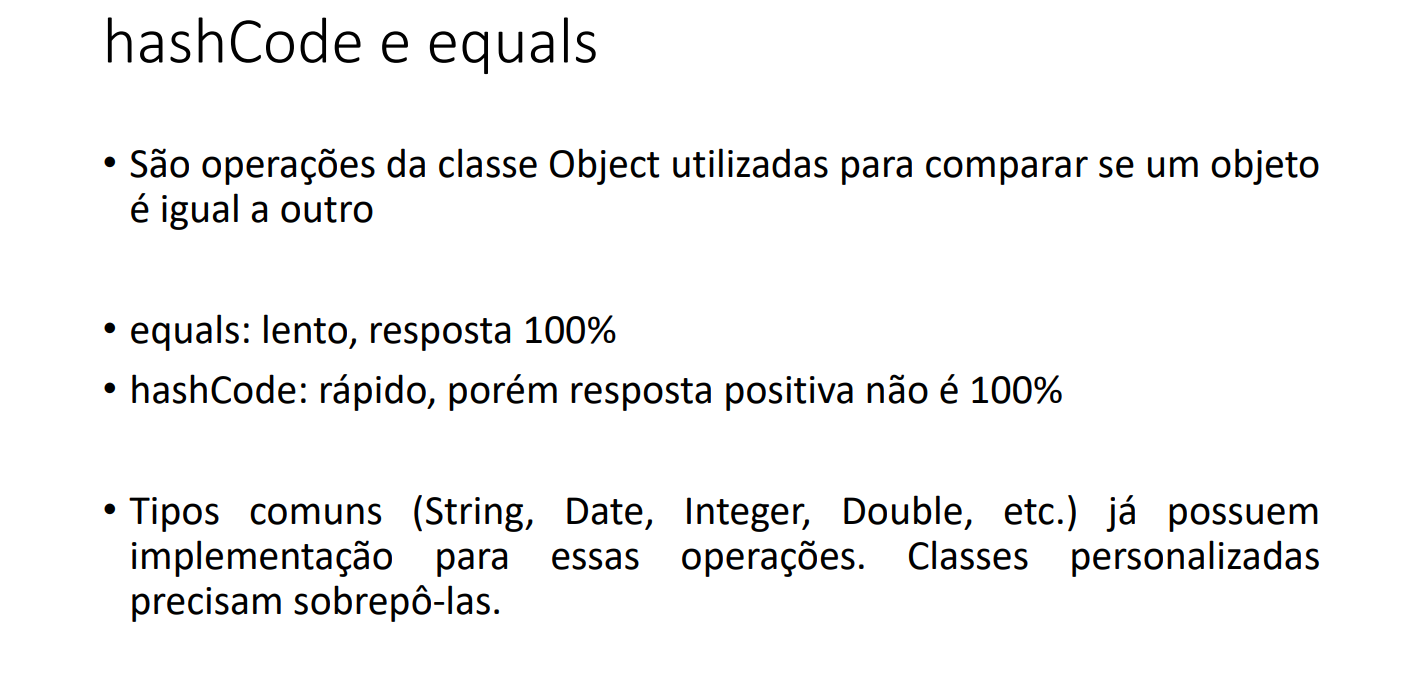 hashCode e equals
• São operações da classe Object utilizadas para comparar se um objeto
é igual a outro
• equals: lento, resposta 100%
• hashCode: rápido, porém resposta positiva não é 100%
• Tipos comuns (String, Date, Integer, Double, etc.) já possuem
implementação para essas operações. Classes personalizadas
precisam sobrepô-las.